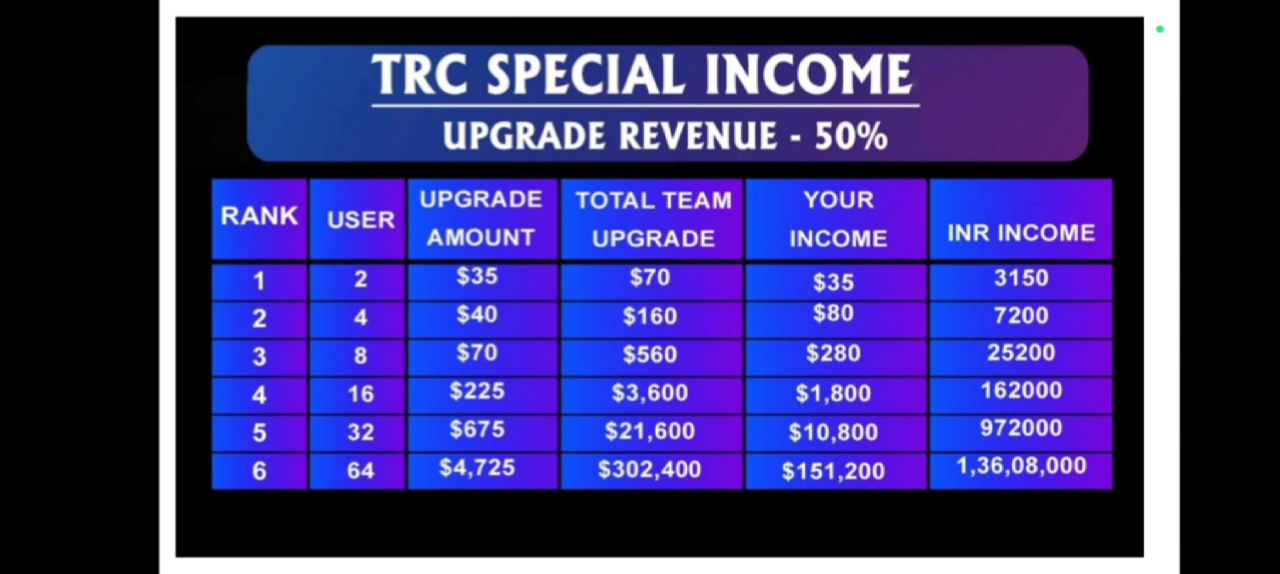 TRC SPECIAL INCOME
UPGRADE REVENUE - 50%
RANK USER UPGRADE AMOUNT TOTAL TEAM UPGRADE YOUR INCOME INR INCOME
1 2 $35 $70 $35 3150
2 4 $40 $160 $80 7200
3 8 $70 $560 $280 25200
4 16 $225 $3,600 $1,800 162000
5 32 $675 $21,600 $10,800 972000
6 64 $4,725 $302,400 $151,200 1,36,08,000